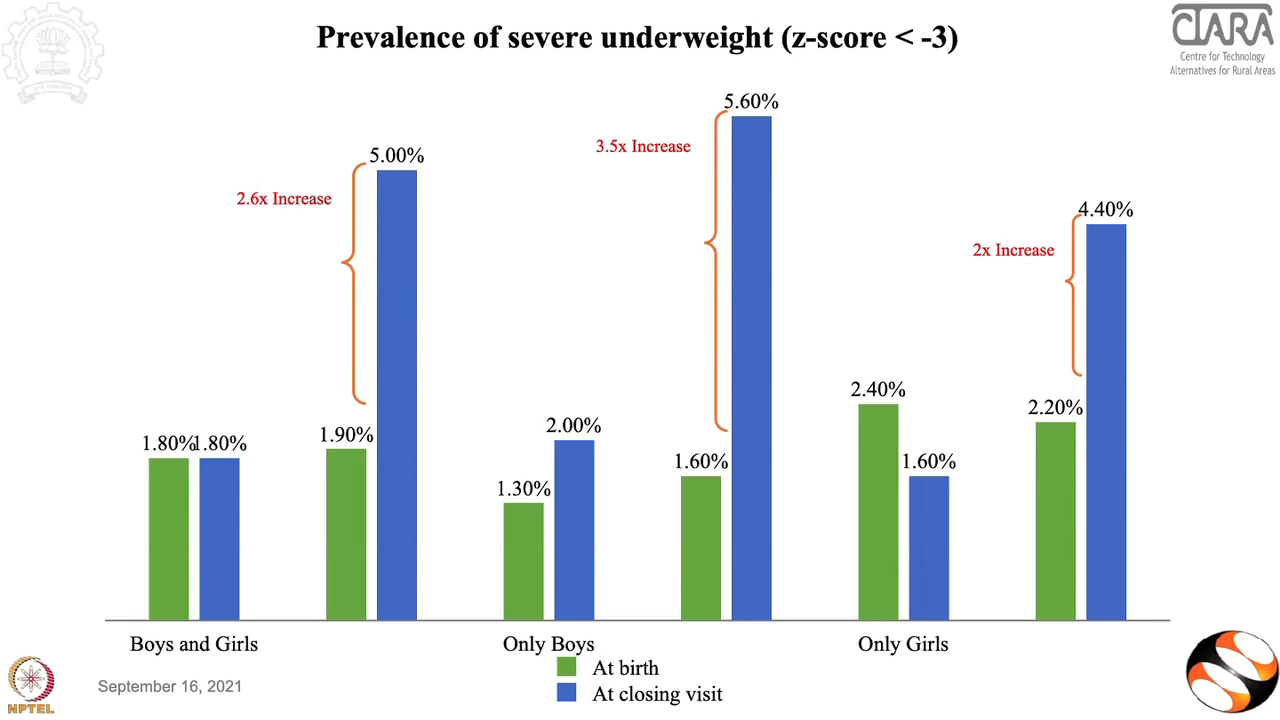 Prevalence of severe underweight (z-score < -3)
CTARA
Centre for Technology
Alternatives for Rural Areas
5.60%
3.5x Increase
5.00%
2.6x Increase
4.40%
2x Increase
1.80%
1.80%
1.90%
1.30%
2.00%
1.60%
2.40%
1.60%
2.20%
Boys and Girls
Only Boys
Only Girls
At birth
At closing visit
September 16, 2021
NPTEL